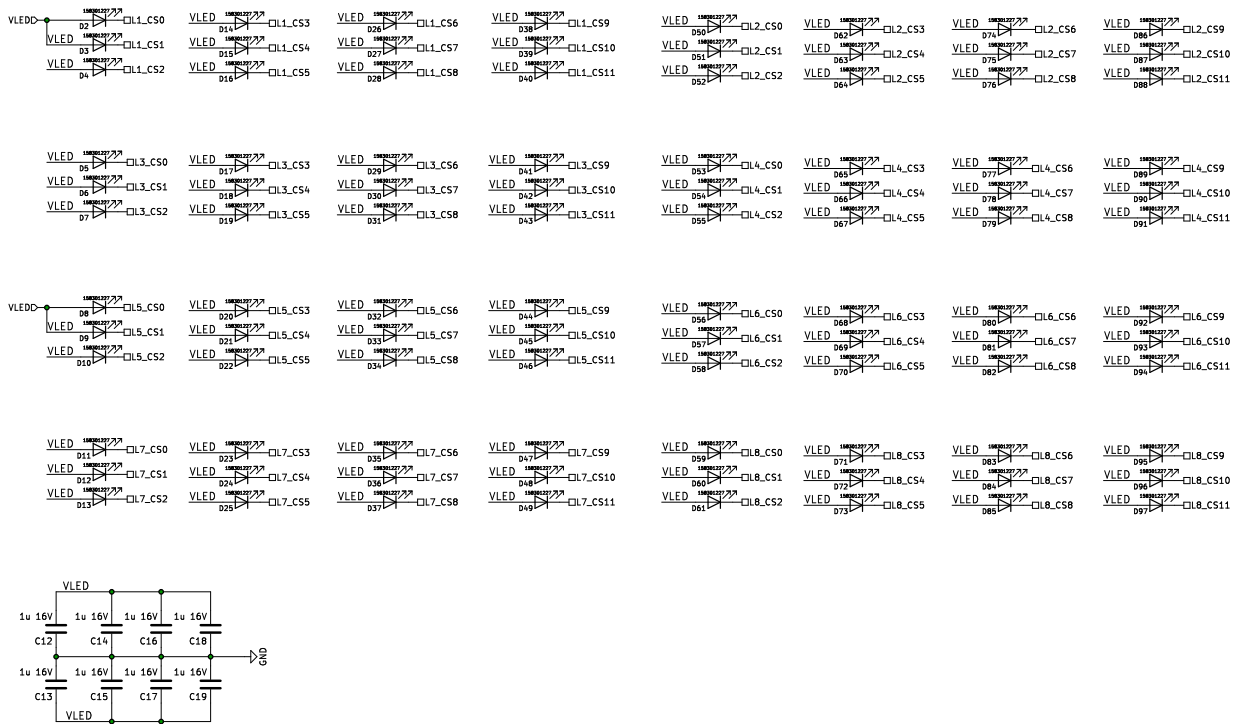 VLED D2 L1_CS0 VLED D14 L1_CS3 VLED D26 L1_CS6 VLED D38 L1_CS9 VLED D50 L2_CS0 VLED D62 L2_CS3 VLED D74 L2_CS6 VLED D86 L2_CS9
VLED D3 L1_CS1 VLED D15 L1_CS4 VLED D27 L1_CS7 VLED D39 L1_CS10 VLED D51 L2_CS1 VLED D63 L2_CS4 VLED D75 L2_CS7 VLED D87 L2_CS10
VLED D4 L1_CS2 VLED D16 L1_CS5 VLED D28 L1_CS8 VLED D40 L1_CS11 VLED D52 L2_CS2 VLED D64 L2_CS5 VLED D76 L2_CS8 VLED D88 L2_CS11
VLED D5 L3_CS0 VLED D17 L3_CS3 VLED D29 L3_CS6 VLED D41 L3_CS9 VLED D53 L4_CS0 VLED D65 L4_CS3 VLED D77 L4_CS6 VLED D89 L4_CS9
VLED D6 L3_CS1 VLED D18 L3_CS4 VLED D30 L3_CS7 VLED D42 L3_CS10 VLED D54 L4_CS1 VLED D66 L4_CS4 VLED D78 L4_CS7 VLED D90 L4_CS10
VLED D7 L3_CS2 VLED D19 L3_CS5 VLED D31 L3_CS8 VLED D43 L3_CS11 VLED D55 L4_CS2 VLED D67 L4_CS5 VLED D79 L4_CS8 VLED D91 L4_CS11
VLED D8 L5_CS0 VLED D20 L5_CS3 VLED D32 L5_CS6 VLED D44 L5_CS9 VLED D56 L6_CS0 VLED D68 L6_CS3 VLED D80 L6_CS6 VLED D92 L6_CS9
VLED D9 L5_CS1 VLED D21 L5_CS4 VLED D33 L5_CS7 VLED D45 L5_CS10 VLED D57 L6_CS1 VLED D69 L6_CS4 VLED D81 L6_CS7 VLED D93 L6_CS10
VLED D10 L5_CS2 VLED D22 L5_CS5 VLED D34 L5_CS8 VLED D46 L5_CS11 VLED D58 L6_CS2 VLED D70 L6_CS5 VLED D82 L6_CS8 VLED D94 L6_CS11
VLED D11 L7_CS0 VLED D23 L7_CS3 VLED D35 L7_CS6 VLED D47 L7_CS9 VLED D59 L8_CS0 VLED D71 L8_CS3 VLED D83 L8_CS6 VLED D95 L8_CS9
VLED D12 L7_CS1 VLED D24 L7_CS4 VLED D36 L7_CS7 VLED D48 L7_CS10 VLED D60 L8_CS1 VLED D72 L8_CS4 VLED D84 L8_CS7 VLED D96 L8_CS10
VLED D13 L7_CS2 VLED D25 L7_CS5 VLED D37 L7_CS8 VLED D49 L7_CS11 VLED D61 L8_CS2 VLED D73 L8_CS5 VLED D85 L8_CS8 VLED D97 L8_CS11
VLED
1u 16V 1u 16V 1u 16V 1u 16V
C12 C14 C16 C18
GND
1u 16V 1u 16V 1u 16V 1u 16V
C13 C15 C17 C19
VLED